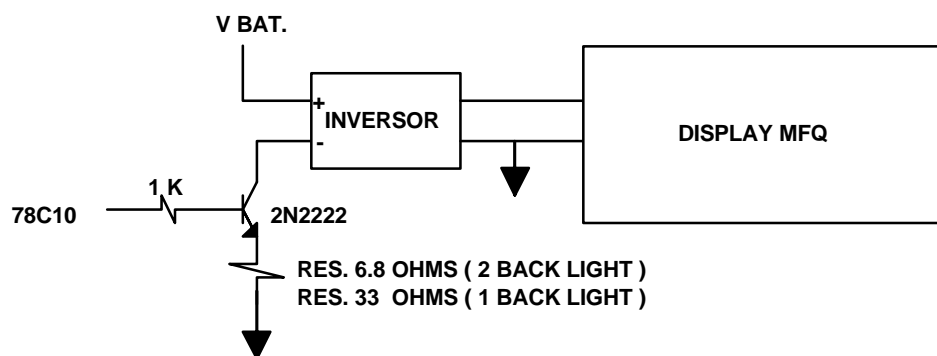 V BAT.
+
INVERSOR
-
DISPLAY MFQ
1 K
78C10
2N2222
RES. 6.8 OHMS ( 2 BACK LIGHT )
RES. 33 OHMS ( 1 BACK LIGHT )